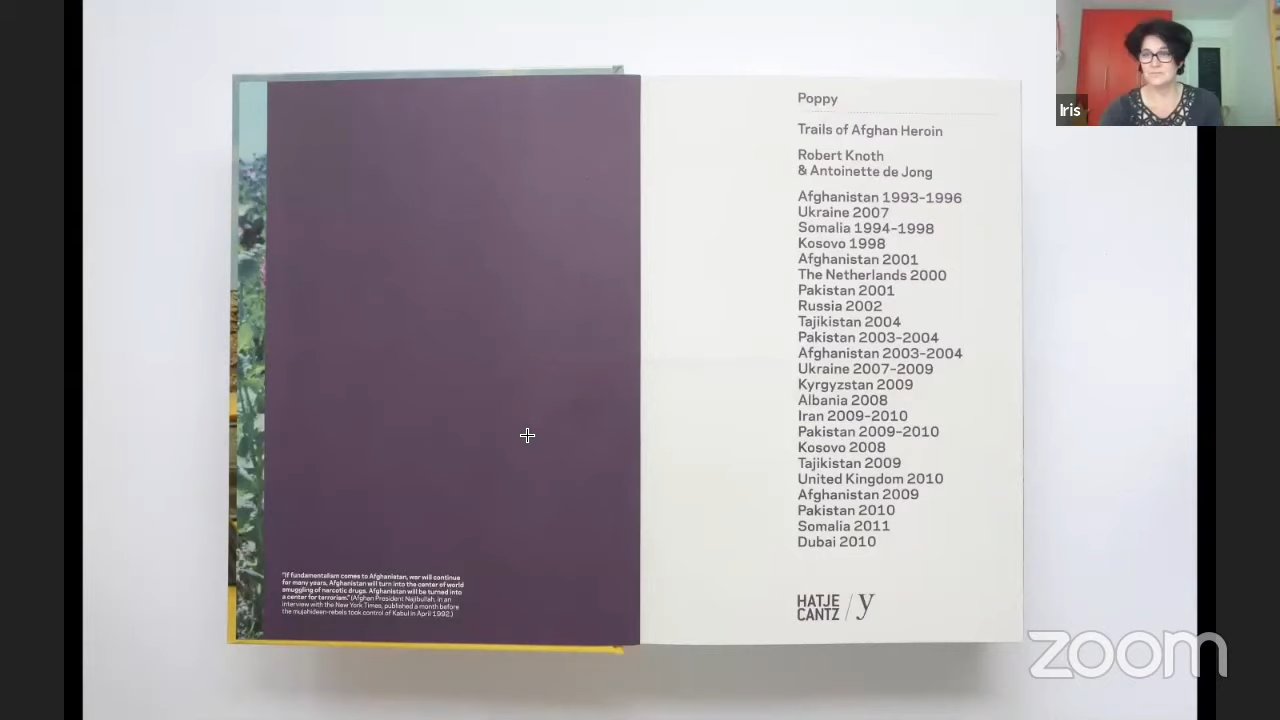 Iris
Poppy
Trails of Afghan Heroin
Robert Knoth
& Antoinette de Jong
Afghanistan 1993–1996
Ukraine 2007
Somalia 1994–1998
Kosovo 1998
Afghanistan 2001
The Netherlands 2000
Pakistan 2001
Russia 2002
Tajikistan 2004
Pakistan 2003–2004
Afghanistan 2003–2004
Ukraine 2007–2009
Kyrgyzstan 2009
Albania 2008
Iran 2009–2010
Pakistan 2009–2010
Kosovo 2008
Tajikistan 2009
United Kingdom 2010
Afghanistan 2009
Pakistan 2010
Somalia 2011
Dubai 2010
"If fundamentalism comes to Afghanistan, war will continue
for many years. Afghanistan will turn into the center of world
smuggling of narcotic drugs. Afghanistan will be turned into
a center for terrorism." (Afghan President Najibullah, in an
interview with the New York Times, published a month before
the mujahideen-rebels took control of Kabul in April 1992.)
HATJE
CANTZ / y
zoom